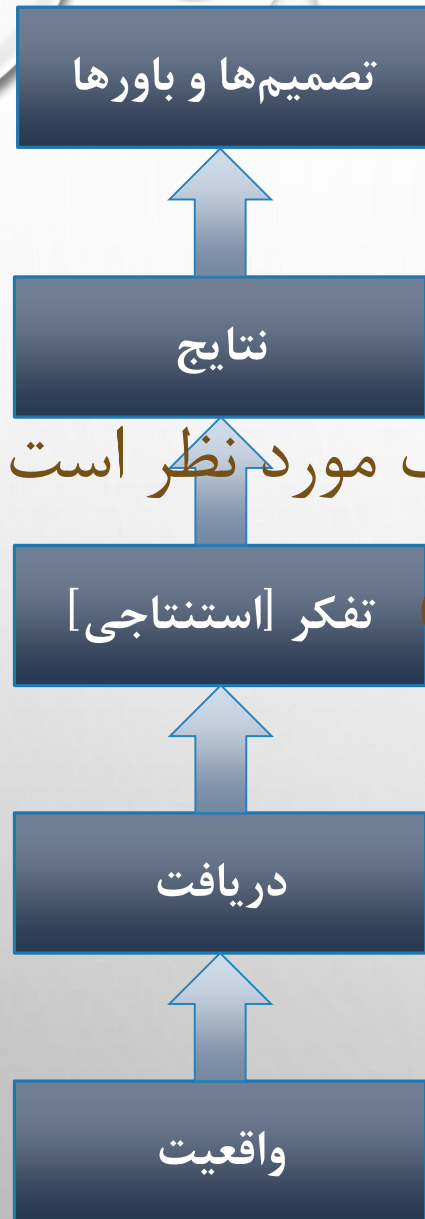 تصمیم‌ها و باورها
نتایج
مورد نظر است
تفکر [استنتاجی]
دریافت
واقعیت